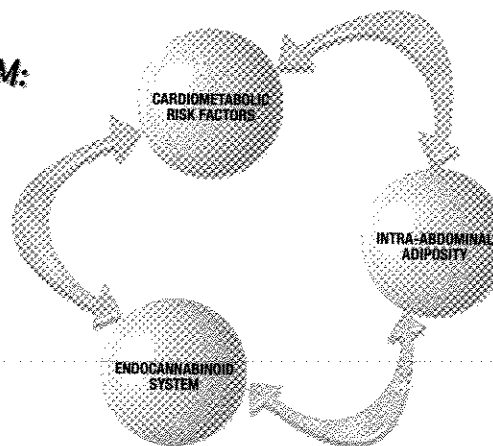 M:
CARDIOMETABOLIC
RISK FACTORS
INTRA-ABDOMINAL
ADIPOSITY
ENDOCANNABINOID
SYSTEM